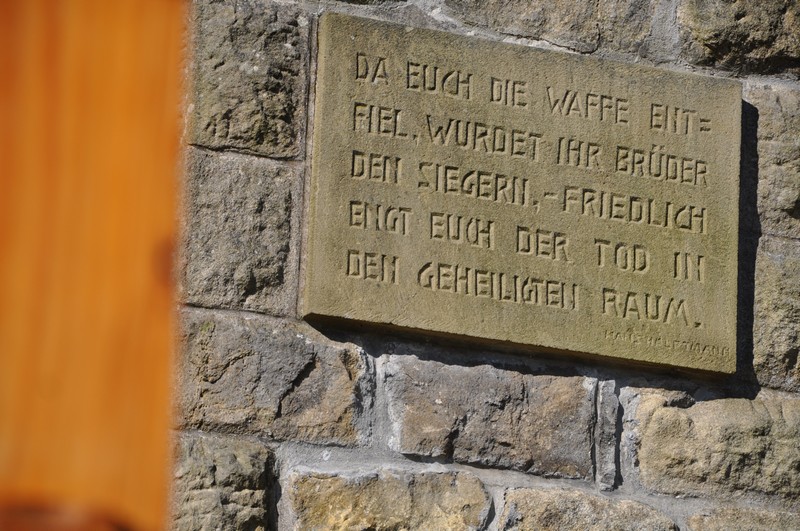 DA EUCH DIE WAFFE ENT=
FIEL, WURDET IHR BRÜDER
DEN SIEGERN,-FRIEDLICH
ENGT EUCH DER TOD IN
DEN GEHEILIGTEN RAUM.